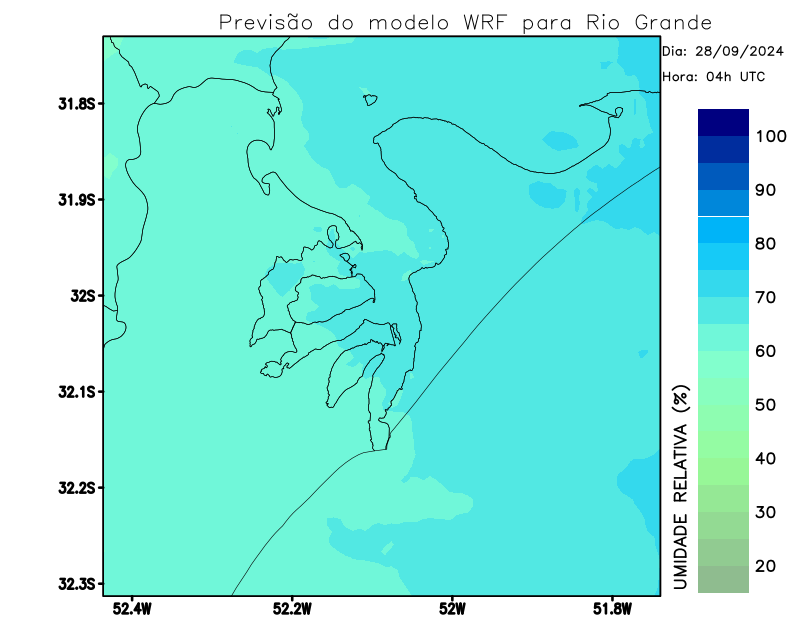 Previsão do modelo WRF para Rio Grande
Dia: 28/09/2024
Hora: 04h UTC
31.8S
31.9S
32S
32.1S
32.2S
32.3S
52.4W
52.2W
52W
51.8W
100
90
80
70
60
50
40
30
20
UMIDADE RELATIVA (%)